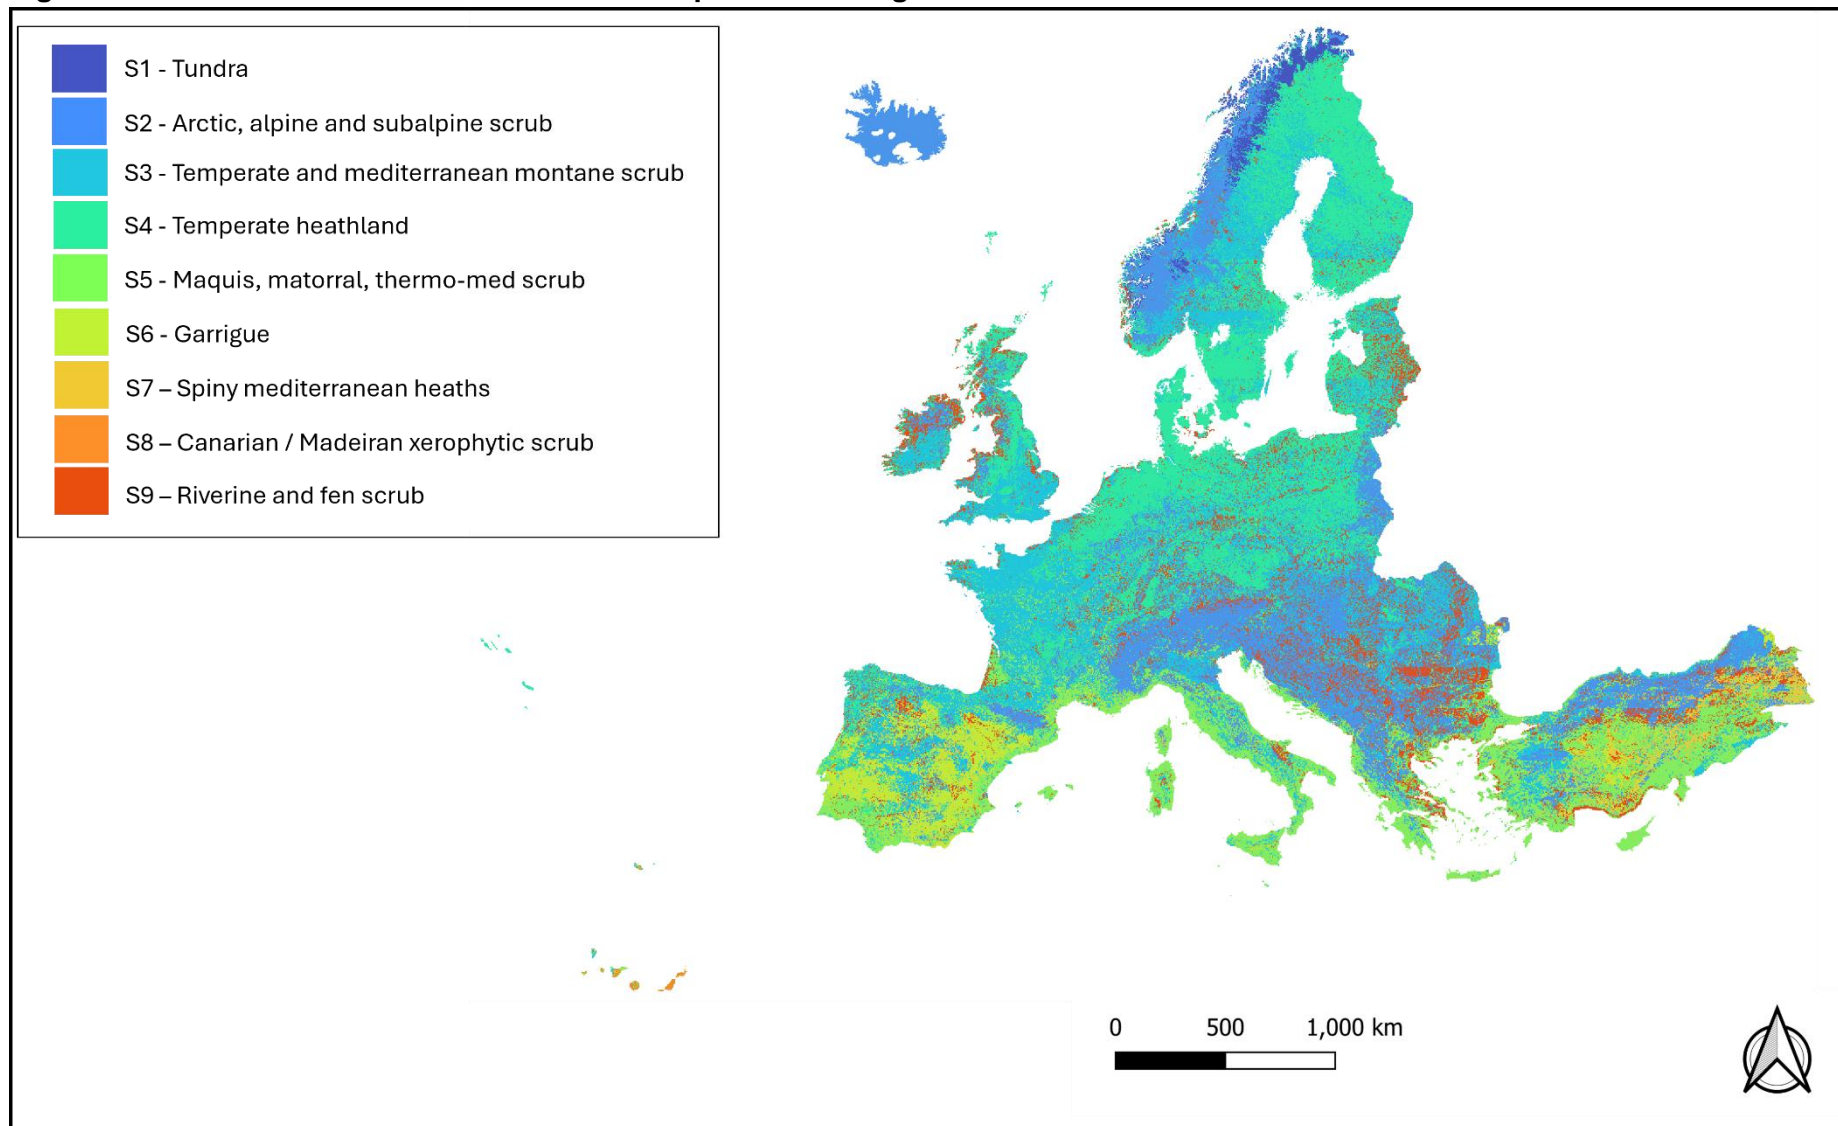 S1 - Tundra
S2 - Arctic, alpine and subalpine scrub
S3 - Temperate and mediterranean montane scrub
S4 - Temperate heathland
S5 - Maquis, matorral, thermo-med scrub
S6 - Garrigue
S7 – Spiny mediterranean heaths
S8 – Canarian / Madeiran xerophytic scrub
S9 – Riverine and fen scrub
0 500 1,000 km